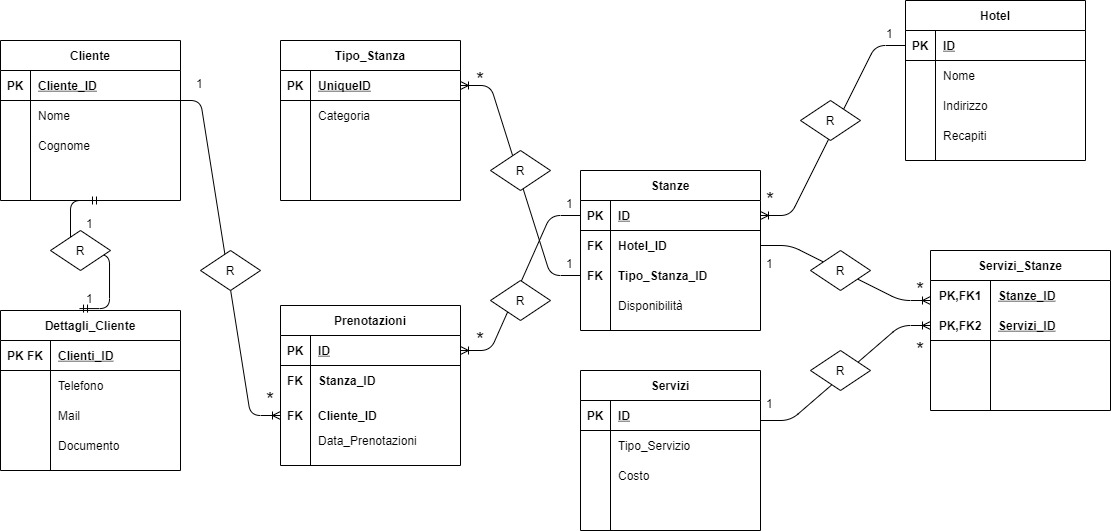 Cliente
PK Cliente_ID
Nome
Cognome
1
R
1
1
Dettagli_Cliente
PK FK Clienti_ID
Telefono
Mail
Documento
R
*
Tipo_Stanza
PK UniqueID
Categoria
*
R
1
Prenotazioni
PK ID
FK Stanza_ID
FK Cliente_ID
Data_Prenotazioni
*
R
1
Stanze
PK ID
FK Hotel_ID
FK Tipo_Stanza_ID
Disponibilità
*
R
1
Hotel
PK ID
Nome
Indirizzo
Recapiti
1
R
*
Servizi_Stanze
PK,FK1 Stanze_ID
PK,FK2 Servizi_ID
*
R
1
Servizi
PK ID
Tipo_Servizio
Costo